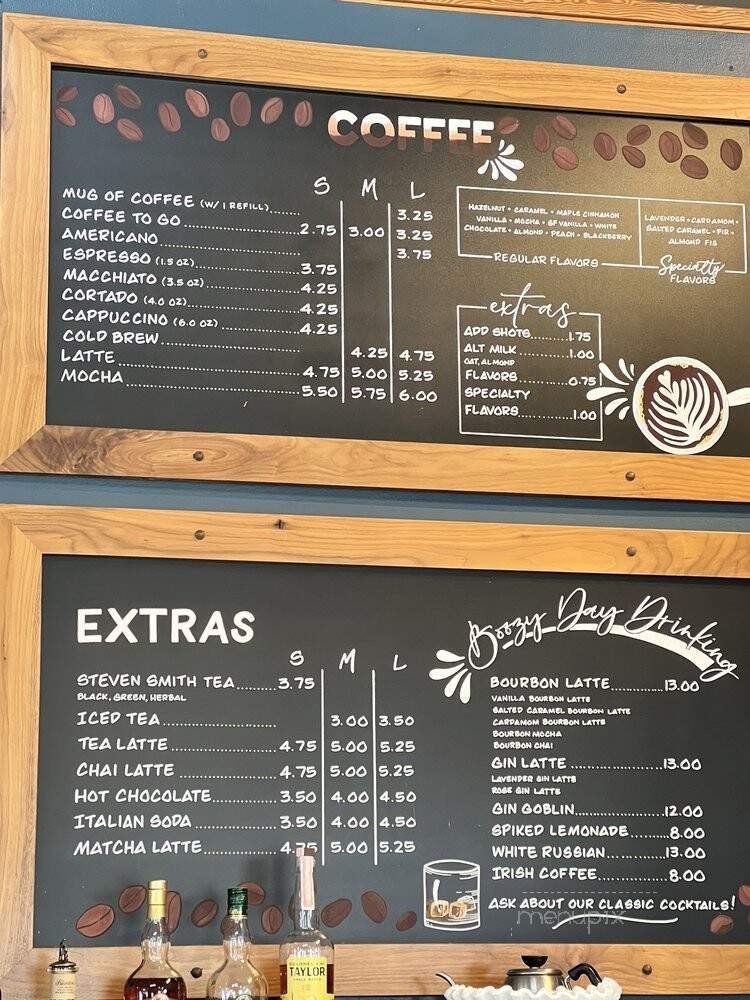 COFFEE
S M L
MUG OF COFFEE (W/ 1 REFILL)....... 3.25
COFFEE TO GO ........ 2.75 3.00 3.25
AMERICANO ........ 3.75
ESPRESSO (1.5 OZ) ........ 3.75
MACCHIATO (3.5 OZ) ........ 4.25
CORTADO (4.0 OZ) ........ 4.25
CAPPUCCINO (6.0 OZ) ........ 4.25
COLD BREW ........ 4.25 4.75
LATTE ........ 4.75 5.00 5.25
MOCHA ........ 5.50 5.75 6.00
HAZELNUT • CARAMEL • MAPLE CINNAMON
VANILLA • MOCHA • SF VANILLA • WHITE
CHOCOLATE • ALMOND • PEACH • BLACKBERRY
REGULAR FLAVORS
LAVENDER • CARDAMOM •
SALTED CARAMEL • FIR •
ALMOND FIG
Specialty
FLAVORS
extras
ADD SHOTS........1.75
ALT MILK ........1.00
OAT, ALMOND
FLAVORS........0.75
SPECIALTY
FLAVORS........1.00
EXTRAS
S M L
STEVEN SMITH TEA........3.75
BLACK, GREEN, HERBAL
ICED TEA ........ 3.00 3.50
TEA LATTE ........ 4.75 5.00 5.25
CHAI LATTE ........ 4.75 5.00 5.25
HOT CHOCOLATE........ 3.50 4.00 4.50
ITALIAN SODA ........ 3.50 4.00 4.50
MATCHA LATTE ........ 4.75 5.00 5.25
Boozy Day Drinking
BOURBON LATTE............13.00
VANILLA BOURBON LATTE
SALTED CARAMEL BOURBON LATTE
CARDAMOM BOURBON LATTE
BOURBON MOCHA
BOURBON CHAI
GIN LATTE............13.00
LAVENDER GIN LATTE
ROSE GIN LATTE
GIN GOBLIN............12.00
SPIKED LEMONADE........8.00
WHITE RUSSIAN............13.00
IRISH COFFEE............8.00
ASK ABOUT OUR CLASSIC COCKTAILS!
menupix
TAYLOR